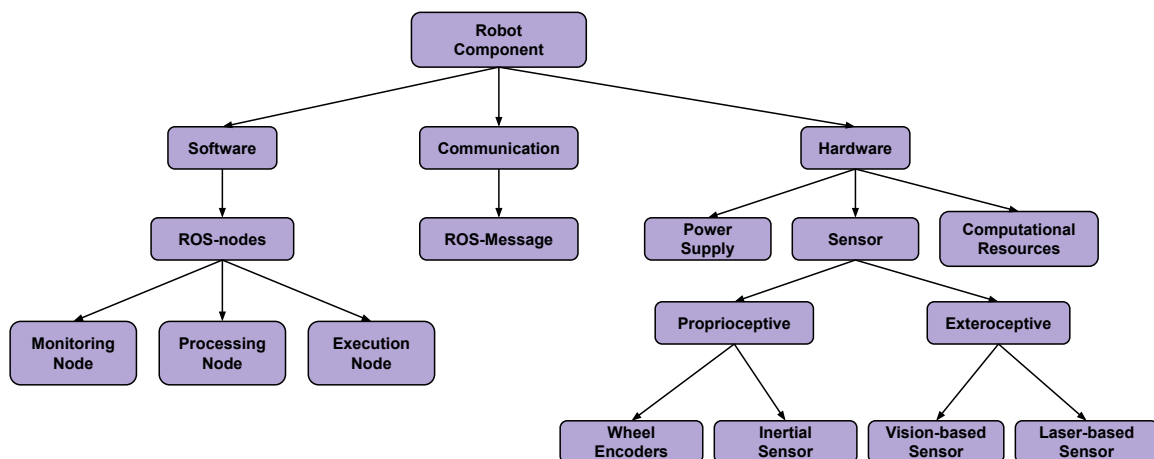 Robot
Component
Software
Communication
Hardware
ROS-nodes
ROS-Message
Power
Supply
Sensor
Computational
Resources
Monitoring
Node
Processing
Node
Execution
Node
Proprioceptive
Exteroceptive
Wheel
Encoders
Inertial
Sensor
Vision-based
Sensor
Laser-based
Sensor